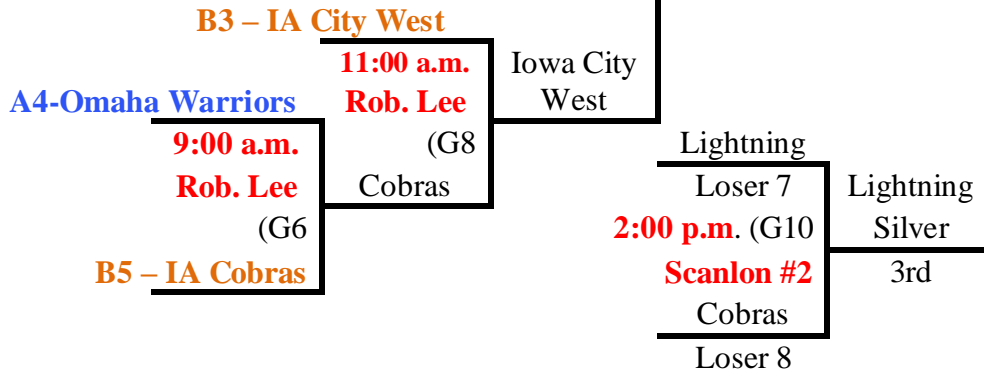 B3 – IA City West
11:00 a.m.
Rob. Lee
(G8
Iowa City
West
A4-Omaha Warriors
9:00 a.m.
Rob. Lee
(G6
Cobras
B5 – IA Cobras
Lightning
Loser 7
2:00 p.m. (G10
Scanlon #2
Cobras
Loser 8
Lightning
Silver
3rd